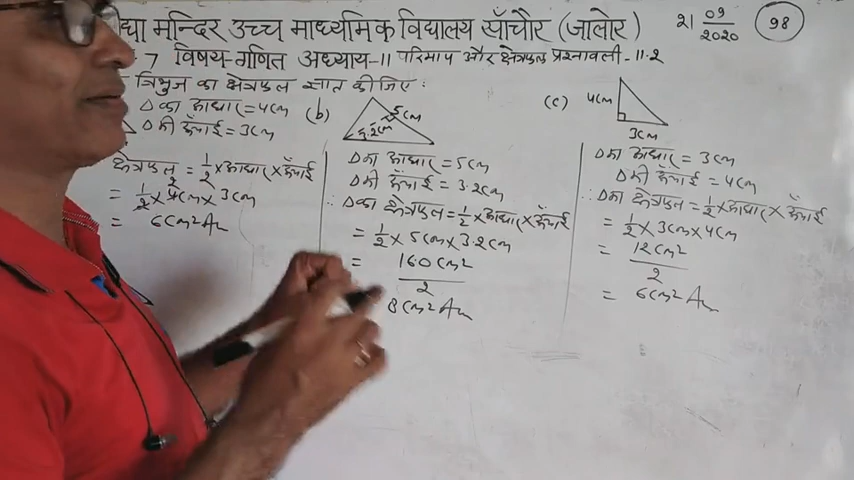 द्या मन्दिर उच्च माध्यमिक विद्यालय साँचौर (जालोर)
21 09/2020
98
7 विषय-गणित अध्याय-11 परिमाप और क्षेत्रफल प्रश्नावली-11.2
त्रिभुज का क्षेत्रफल ज्ञात कीजिए:
Δ का आधार = 4cm
Δ की ऊँचाई = 3cm
क्षेत्रफल = 1/2 × आधार × ऊँचाई
= 1/2 × 4cm × 3cm
2
= 6cm² Ans
(b)
5cm
3.2cm
Δ का आधार = 5cm
Δ की ऊँचाई = 3.2cm
∴ Δ का क्षेत्रफल = 1/2 × आधार × ऊँचाई
= 1/2 × 5cm × 3.2cm
= 16.0cm²/2
8cm² Ans
(c)
4cm
3cm
Δ का आधार = 3cm
Δ की ऊँचाई = 4cm
∴ Δ का क्षेत्रफल = 1/2 × आधार × ऊँचाई
= 1/2 × 3cm × 4cm
= 12cm²/2
= 6cm² Ans